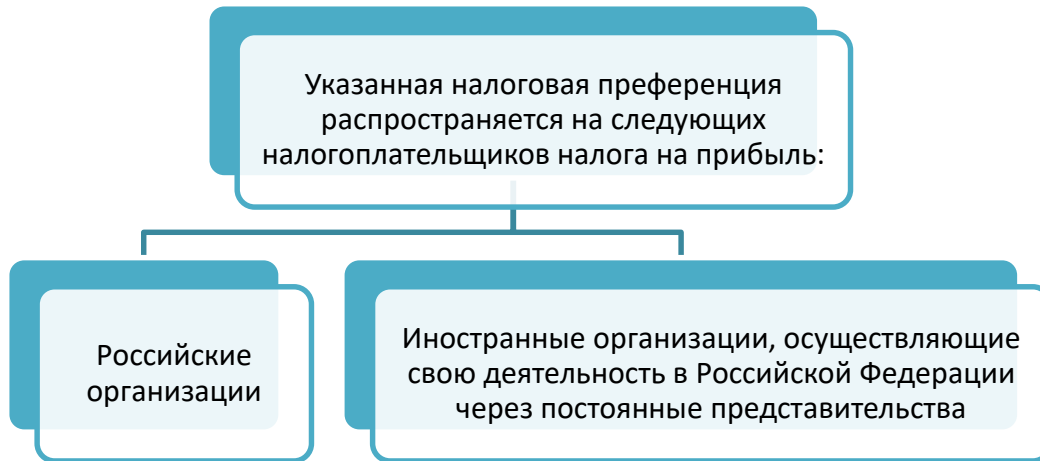 Указанная налоговая преференция
распространяется на следующих
налогоплательщиков налога на прибыль:
Российские
организации
Иностранные организации, осуществляющие
свою деятельность в Российской Федерации
через постоянные представительства